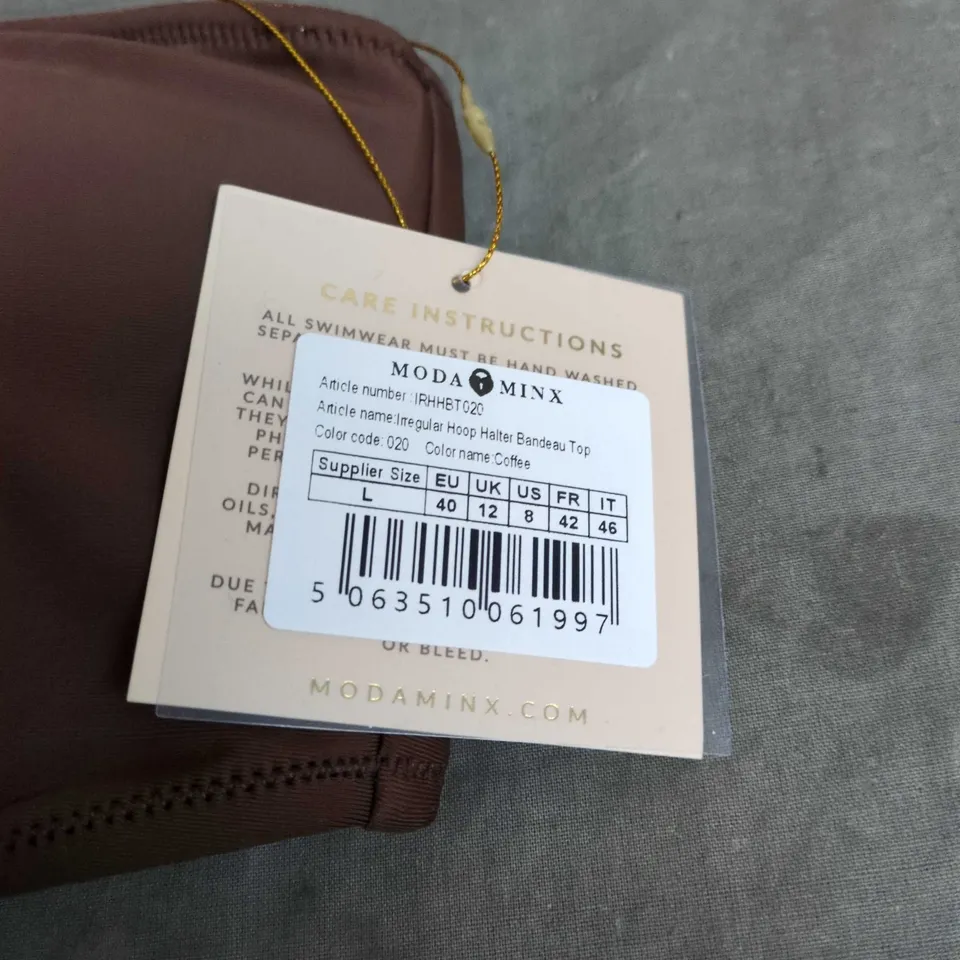 CARE INSTRUCTIONS
ALL SWIMWEAR MUST BE HAND WASHED
MODA MINX
Article number :IRHHBT020
Article name:Irregular Hoop Halter Bandeau Top
Color code: 020 Color name:Coffee
Supplier Size EU UK US FR IT
L 40 12 8 42 46
5 063510 061997
DUE
OR BLEED.
MODAMINX.COM